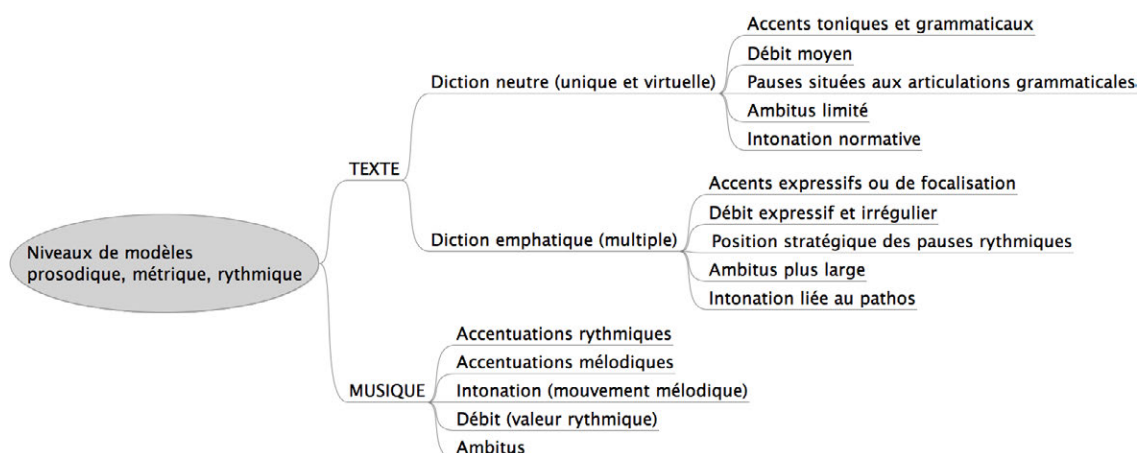 Niveaux de modèles
prosodique, métrique, rythmique
TEXTE
Diction neutre (unique et virtuelle)
Accents toniques et grammaticaux
Débit moyen
Pauses situées aux articulations grammaticales
Ambitus limité
Intonation normative
Diction emphatique (multiple)
Accents expressifs ou de focalisation
Débit expressif et irrégulier
Position stratégique des pauses rythmiques
Ambitus plus large
Intonation liée au pathos
MUSIQUE
Accentuations rythmiques
Accentuations mélodiques
Intonation (mouvement mélodique)
Débit (valeur rythmique)
Ambitus